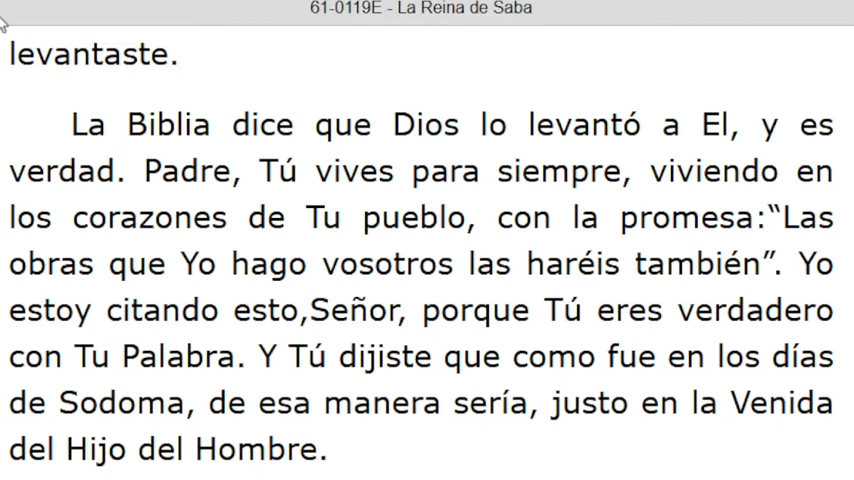 61-0119E - La Reina de Saba
levantaste.
La Biblia dice que Dios lo levantó a El, y es
verdad. Padre, Tú vives para siempre, viviendo en
los corazones de Tu pueblo, con la promesa:“Las
obras que Yo hago vosotros las haréis también”. Yo
estoy citando esto,Señor, porque Tú eres verdadero
con Tu Palabra. Y Tú dijiste que como fue en los días
de Sodoma, de esa manera sería, justo en la Venida
del Hijo del Hombre.